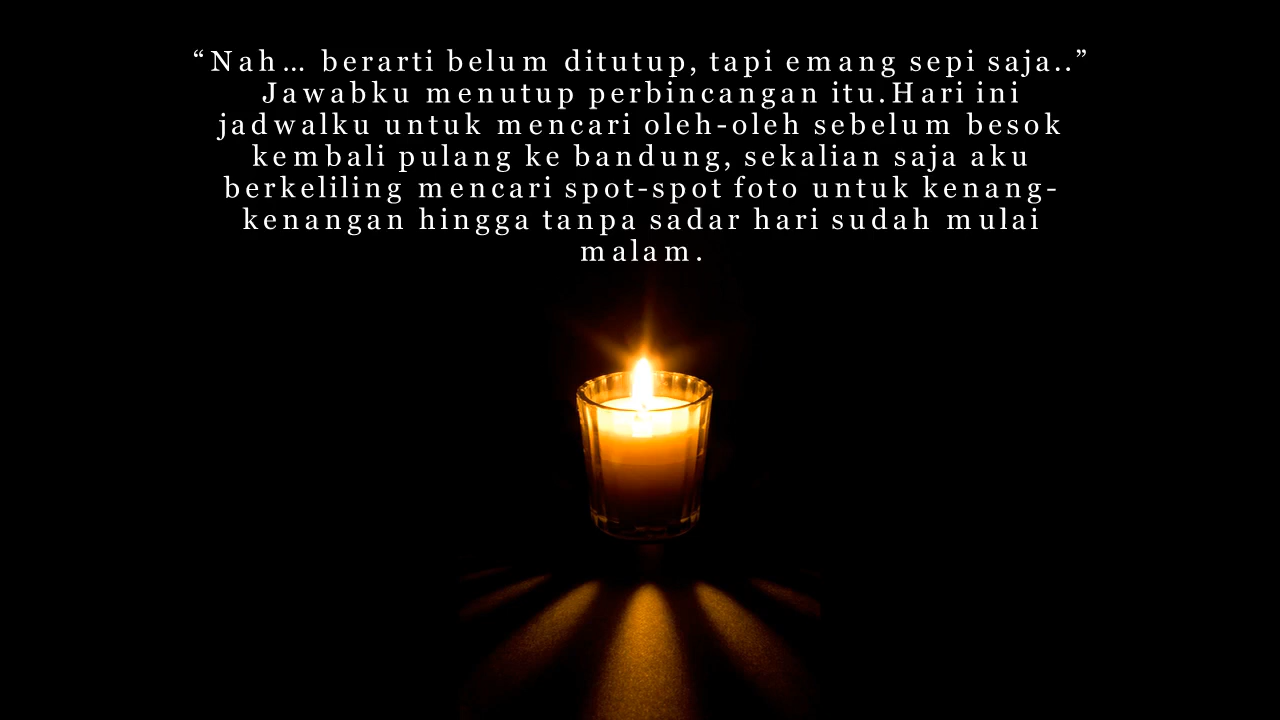 “Nah… berarti belum ditutup, tapi emang sepi saja..”
Jawabku menutup perbincangan itu.Hari ini
jadwalku untuk mencari oleh-oleh sebelum besok
kembali pulang ke bandung, sekalian saja aku
berkeliling mencari spot-spot foto untuk kenang-
kenangan hingga tanpa sadar hari sudah mulai
malam.